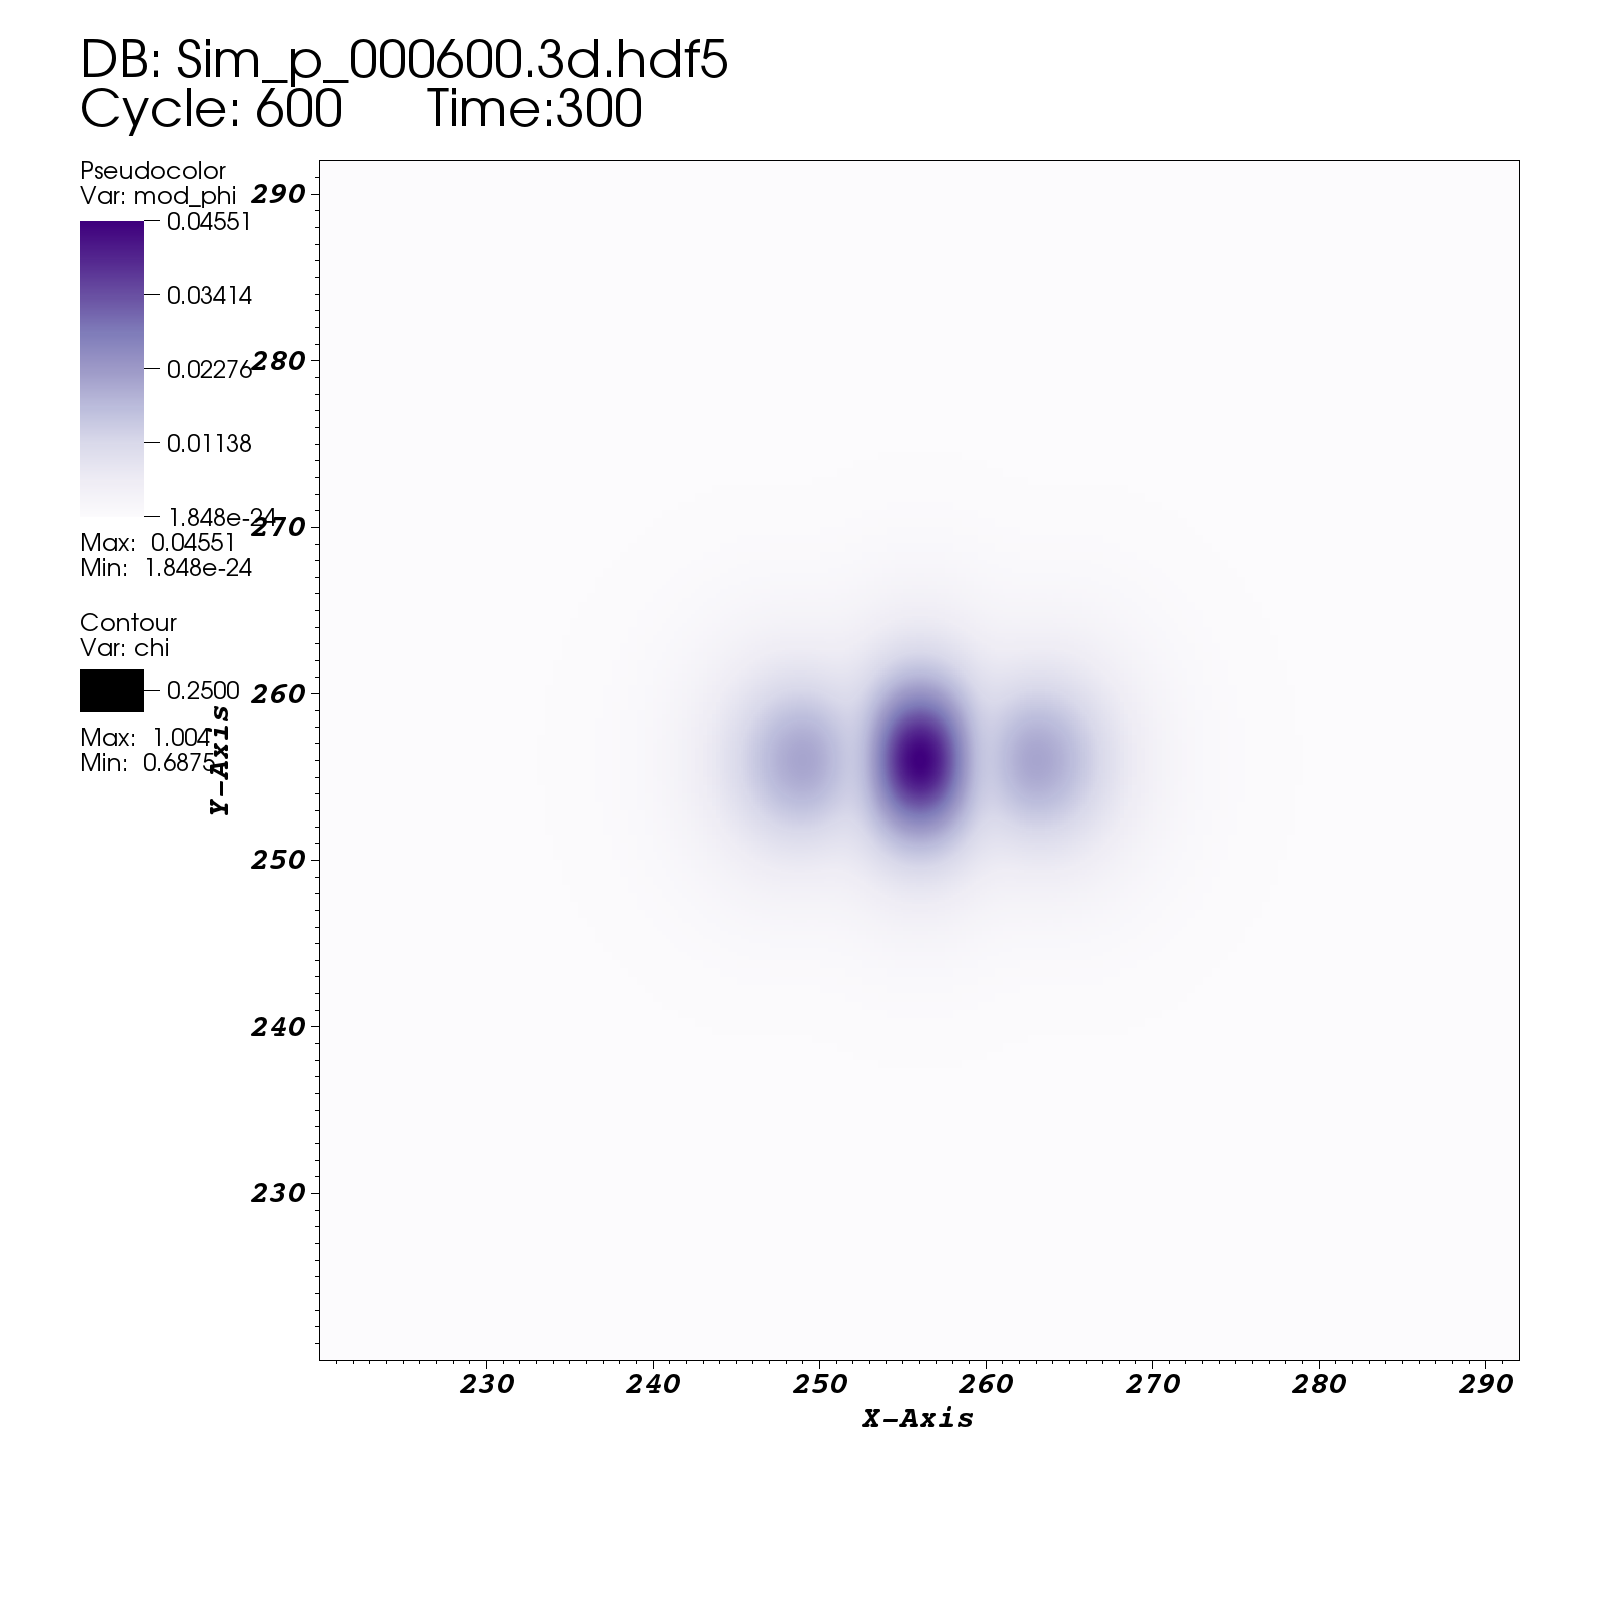 DB: Sim_p_000600.3d.hdf5
Cycle: 600 Time:300
Pseudocolor
Var: mod_phi
0.04551
0.03414
0.02276
0.01138
1.848e-24
Max: 0.04551
Min: 1.848e-24
Contour
Var: chi
0.2500
Max: 1.004
Min: 0.6875
290
280
270
260
250
240
230
Y-Axis
230 240 250 260 270 280 290
X-Axis